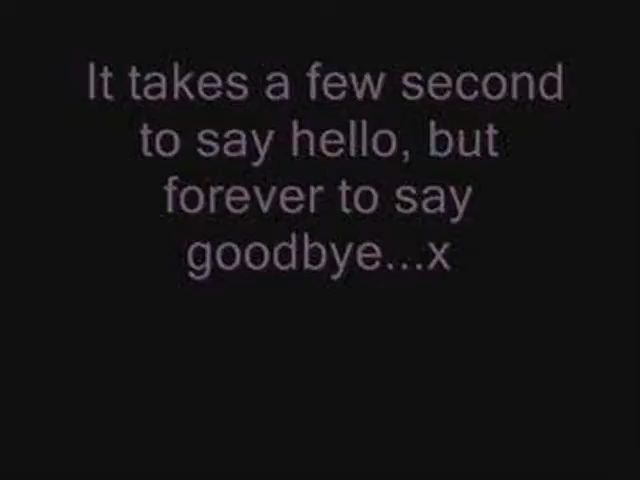 It takes a few second
to say hello, but
forever to say
goodbye...x